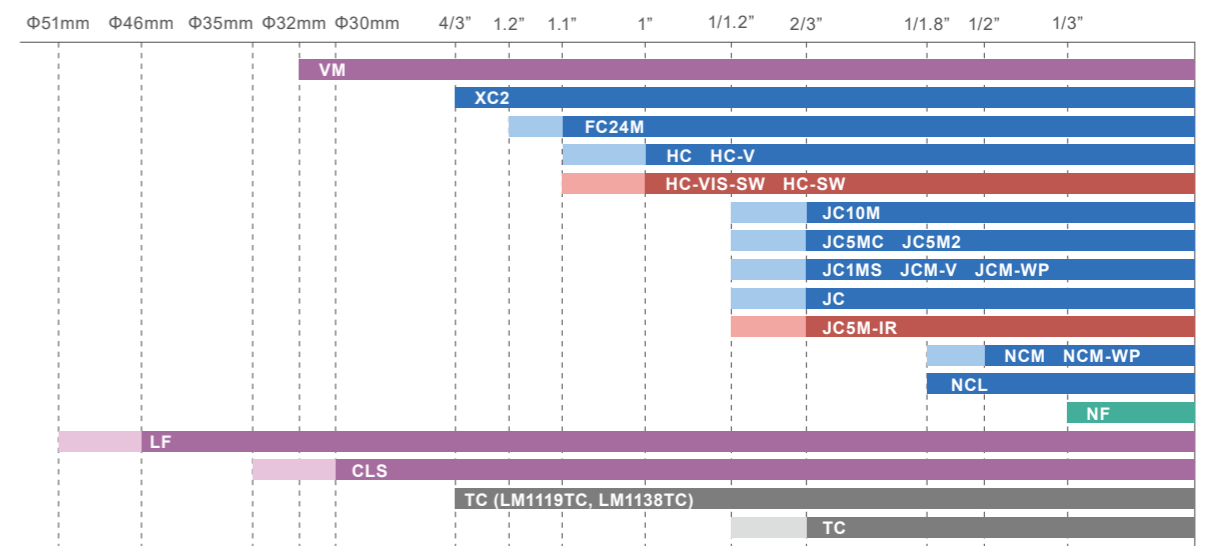 Φ51mm Φ46mm Φ35mm Φ32mm Φ30mm 4/3” 1.2” 1.1” 1” 1/1.2” 2/3” 1/1.8” 1/2” 1/3”
VM
XC2
FC24M
HC HC-V
HC-VIS-SW HC-SW
JC10M
JC5MC JC5M2
JC1MS JCM-V JCM-WP
JC
JC5M-IR
NCM NCM-WP
NCL
NF
LF
CLS
TC (LM1119TC, LM1138TC)
TC